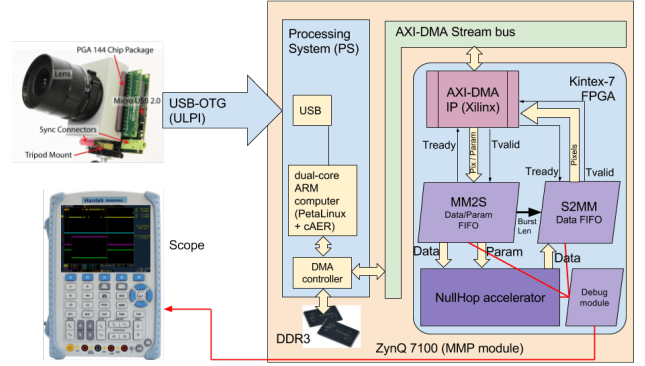 PGA 144 Chip Package
Lens
Micro USB 2.0
Sync Connectors
Tripod Mount
USB-OTG
(ULPI)
Processing
System (PS)
USB
dual-core
ARM
computer
(PetaLinux
+ cAER)
DMA
controller
DDR3
AXI-DMA Stream bus
Kintex-7
FPGA
AXI-DMA
IP (Xilinx)
Tready
Pix / Param
Tvalid
Tready
Pixels
Tvalid
MM2S
Data/Param
FIFO
Burst
Len
S2MM
Data FIFO
Data
Param
Data
NullHop accelerator
Debug
module
ZynQ 7100 (MMP module)
Hantek
Scope